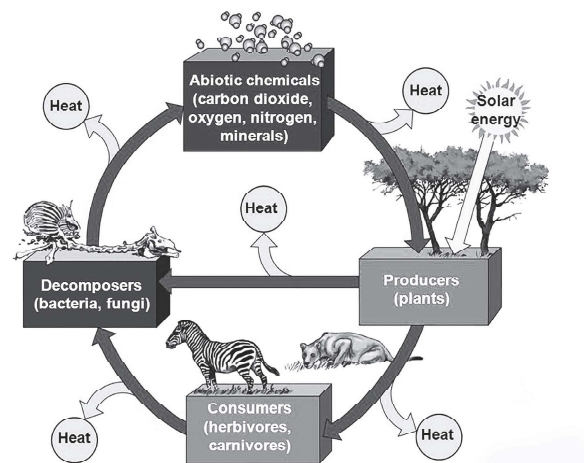 Abiotic chemicals
(carbon dioxide,
oxygen, nitrogen,
minerals)
Heat
Heat
Solar
energy
Heat
Decomposers
(bacteria, fungi)
Producers
(plants)
Consumers
(herbivores,
carnivores)
Heat
Heat